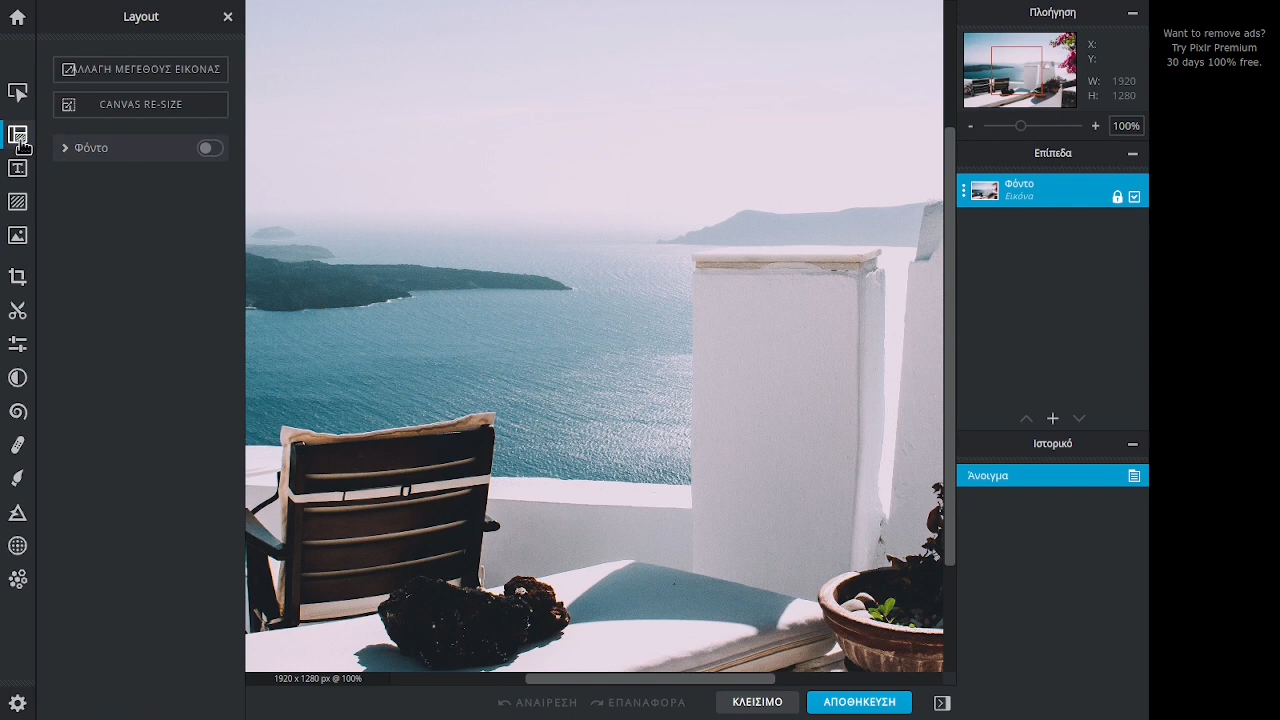 Layout
ΑΛΛΑΓΗ ΜΕΓΕΘΟΥΣ ΕΙΚΟΝΑΣ
CANVAS RE-SIZE
Φόντο
1920 x 1280 px @ 100%
ΑΝΑΙΡΕΣΗ
ΕΠΑΝΑΦΟΡΑ
ΚΛΕΙΣΙΜΟ
ΑΠΟΘΗΚΕΥΣΗ
Πλοήγηση
X:
Y:
W: 1920
H: 1280
- + 100%
Επίπεδα
Φόντο
Εικόνα
Ιστορικό
Άνοιγμα
Want to remove ads?
Try Pixlr Premium
30 days 100% free.